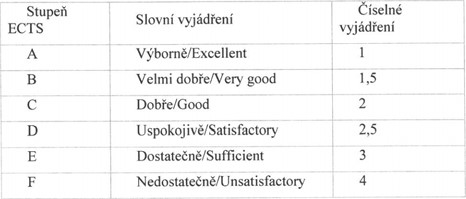 Stupeň ECTS Slovní vyjádření Číselné vyjádření
A Výborně/Excellent 1
B Velmi dobře/Very good 1,5
C Dobře/Good 2
D Uspokojivě/Satisfactory 2,5
E Dostatečně/Sufficient 3
F Nedostatečně/Unsatisfactory 4